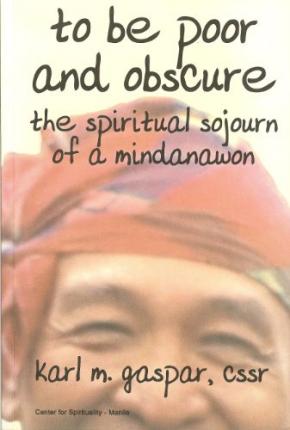 to be poor
and obscure
the spiritual sojourn
of a mindanawon
karl m. gaspar, cssr
Center for Spirituality - Manila